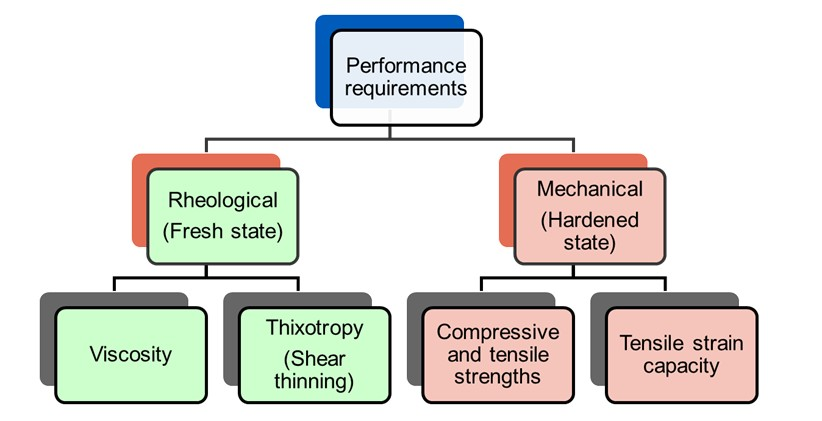 Performance
requirements
Rheological
(Fresh state)
Mechanical
(Hardened
state)
Viscosity
Thixotropy
(Shear
thinning)
Compressive
and tensile
strengths
Tensile strain
capacity